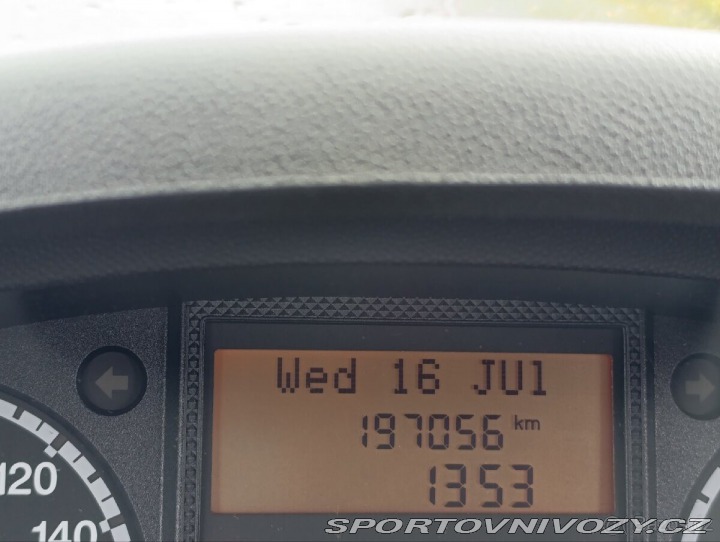 Wed 16 JUl
197056 km
1353
120
140
SPORTOVNIVOZY.CZ